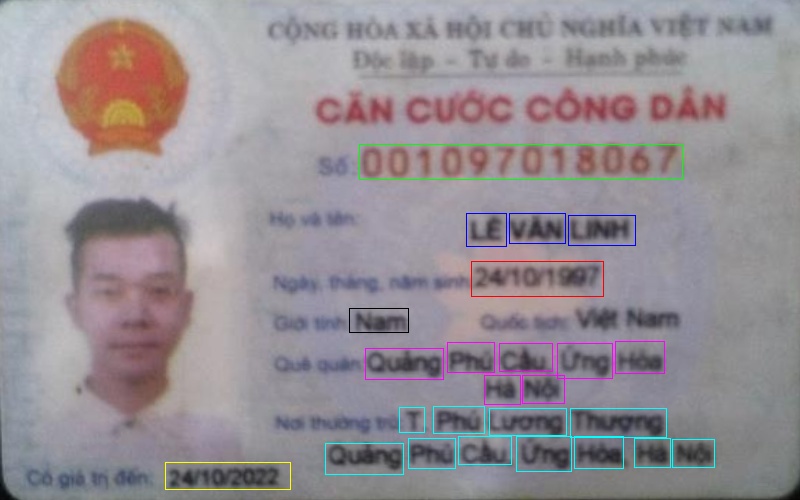 CỘNG HÒA XÃ HỘI CHỦ NGHĨA VIỆT NAM
Độc lập - Tự do - Hạnh phúc
CĂN CƯỚC CÔNG DÂN
Số: 001097018067
Họ và tên: LÊ VĂN LINH
Ngày, tháng, năm sinh: 24/10/1997
Giới tính: Nam Quốc tịch: Việt Nam
Quê quán: Quảng Phú Cầu, Ứng Hòa
Hà Nội
Nơi thường trú: T. Phú Lương Thượng
Quảng Phú Cầu, Ứng Hòa, Hà Nội
Có giá trị đến: 24/10/2022